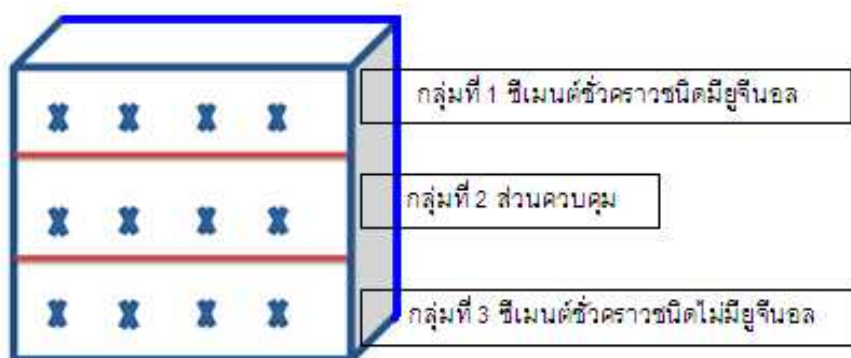 กลุ่มที่ 1 ซีเมนต์ชั่วคราวชนิดมียูจีนอล
กลุ่มที่ 2 ส่วนควบคุม
กลุ่มที่ 3 ซีเมนต์ชั่วคราวชนิดไม่มียูจีนอล